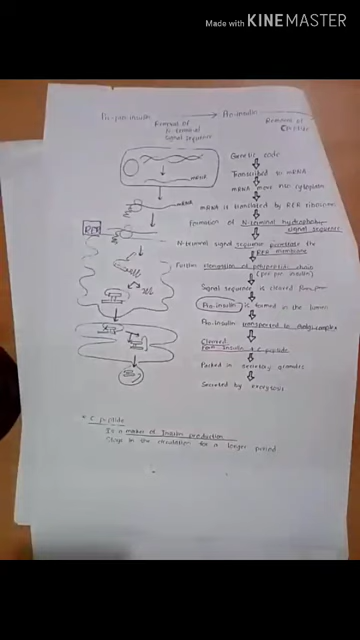 Made with KINEMASTER
Pre-pro-insulin → Pro-insulin
Removal of
N-terminal
Signal sequence
Removal of
C peptide
Genetic code
Transcribed to mRNA
mRNA
mRNA move into cytoplasm
mRNA
mRNA is translated by RER ribosome
Formation of N-terminal hydrophobic
signal sequence
RER
N-terminal signal sequence penetrate the
RER membrane
Further elongation of polypeptide chain
(pre pro insulin)
Signal sequence is cleaved
Pro-insulin is formed in the lumen
Pro insulin transported to Golgi complex
Cleaved
Insulin & C peptide
Packed in secretory granules
Secreted by exocytosis
* C peptide
Is a marker of Insulin production
Stays in the circulation for a longer period